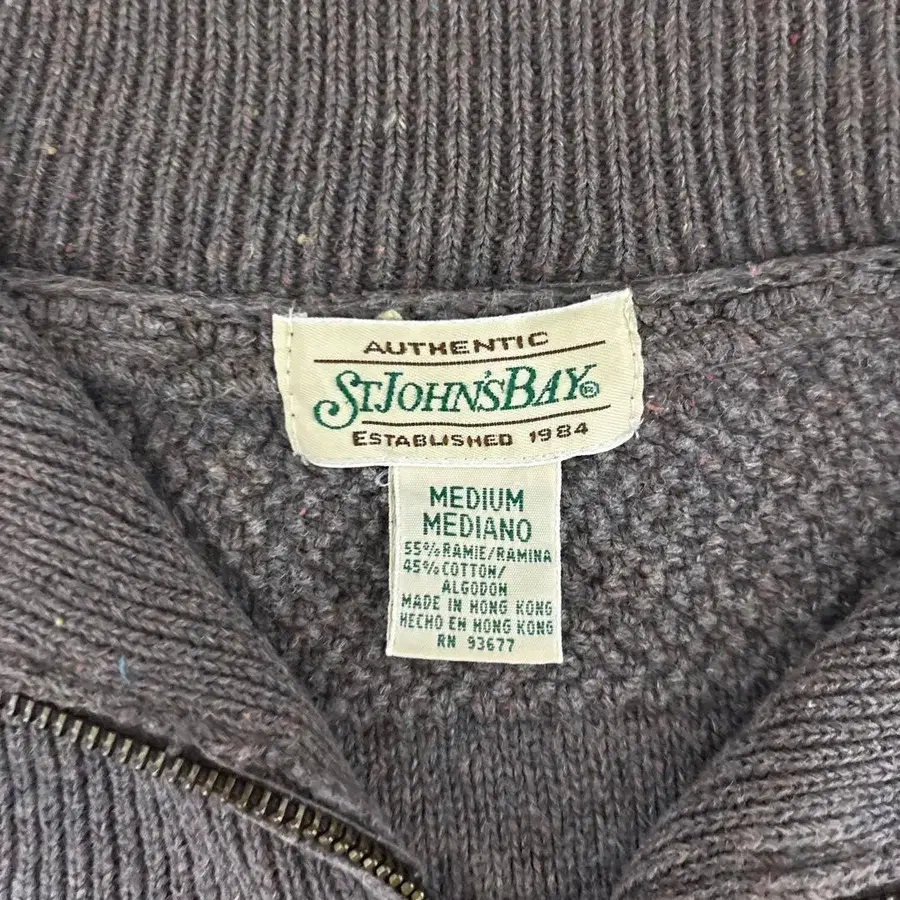 AUTHENTIC
ST JOHN'S BAY®
ESTABLISHED 1984
MEDIUM
MEDIANO
55% RAMIE/RAMINA
45% COTTON/
ALGODON
MADE IN HONG KONG
HECHO EN HONG KONG
RN 93677